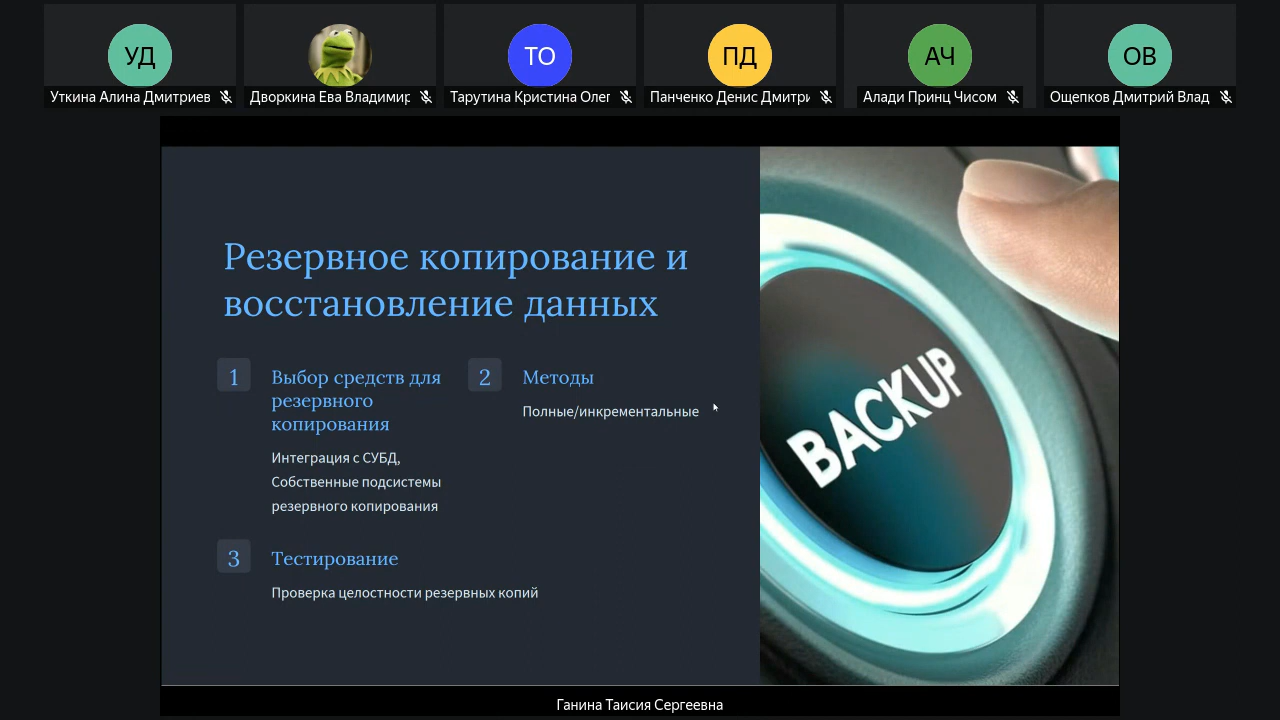 УД
ТО
ПД
АЧ
ОВ
Уткина Алина Дмитриев
Дворкина Ева Владимир
Тарутина Кристина Олег
Панченко Денис Дмитри
Алади Принц Чисом
Ощепков Дмитрий Влад
Резервное копирование и
восстановление данных
1
Выбор средств для
резервного
копирования
Интеграция с СУБД,
Собственные подсистемы
резервного копирования
2
Методы
Полные/инкрементальные
3
Тестирование
Проверка целостности резервных копий
BACKUP
Ганина Таисия Сергеевна